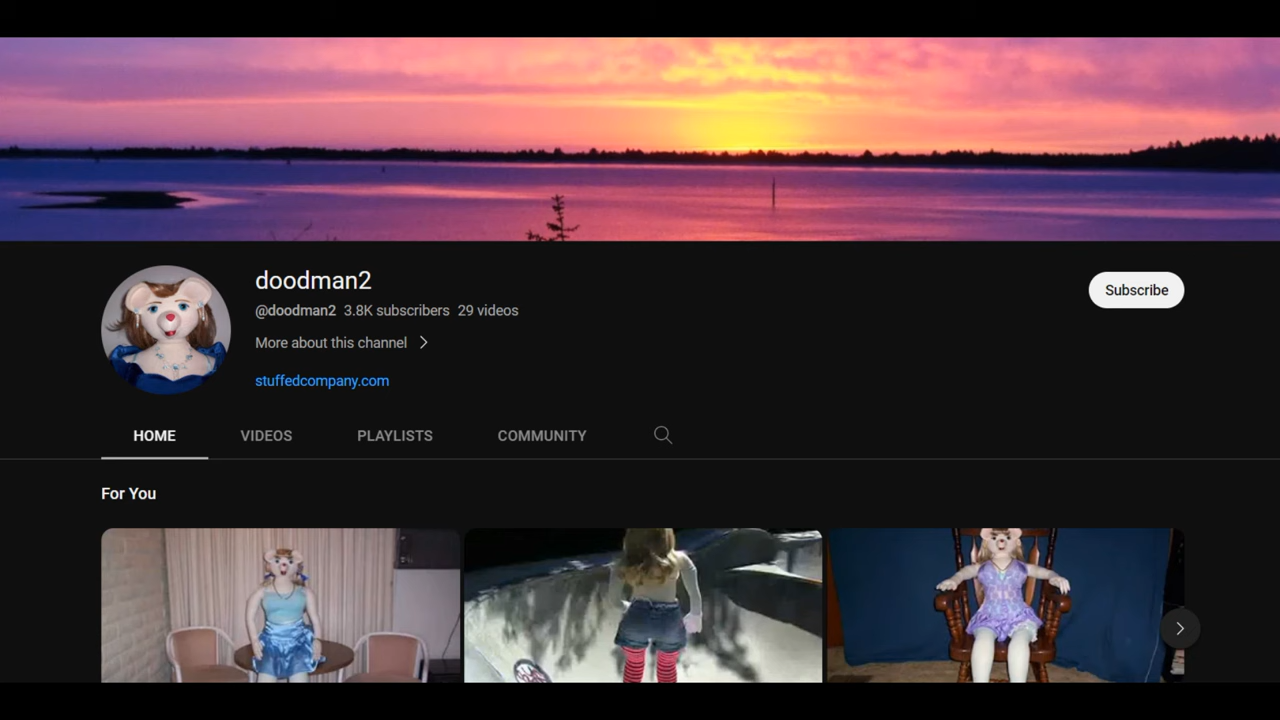 doodman2
@doodman2 3.8K subscribers 29 videos
More about this channel
stuffedcompany.com
Subscribe
HOME VIDEOS PLAYLISTS COMMUNITY
For You